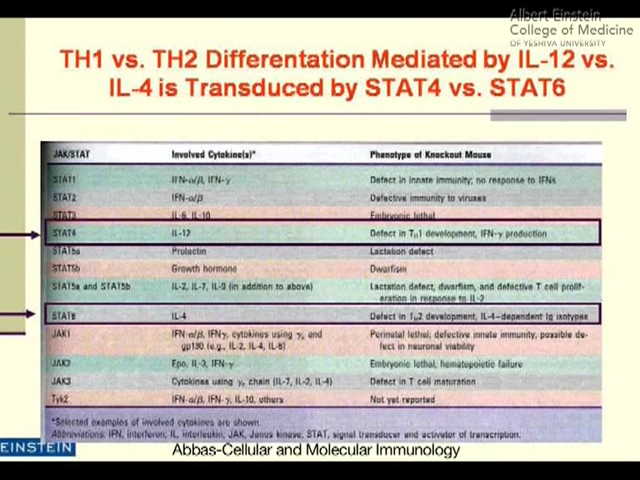 Albert Einstein
College of Medicine
OF YESHIVA UNIVERSITY
TH1 vs. TH2 Differentation Mediated by IL-12 vs.
IL-4 is Transduced by STAT4 vs. STAT6
JAK/STAT Involved Cytokine(s)* Phenotype of Knockout Mouse
STAT1 IFN-α/β, IFN-γ Defect in innate immunity; no response to IFNs
STAT2 IFN-α/β Defective immunity to viruses
STAT3 IL-6, IL-10 Embryonic lethal
STAT4 IL-12 Defect in TH1 development, IFN-γ production
STAT5a Prolactin Lactation defect
STAT5b Growth hormone Dwarfism
STAT5a and STAT5b IL-2, IL-7, IL-9 (in addition to above) Lactation defect, dwarfism, and defective T cell prolif-
eration in response to IL-2
STAT6 IL-4 Defect in TH2 development, IL-4-dependent Ig isotypes
JAK1 IFN-α/β, IFNγ, cytokines using γc and Perinatal lethal, defective innate immunity, possible de-
gp130 (e.g., IL-2, IL-4, IL-6) fect in neuronal viability
JAK2 Epo, IL-3, IFN-γ Embryonic lethal, hematopoietic failure
JAK3 Cytokines using γc chain (IL-7, IL-2, IL-4) Defect in T cell maturation
Tyk2 IFN-α/β, IFN-γ, IL-10, others Not yet reported
*Selected examples of involved cytokines are shown.
Abbreviations: IFN, interferon; IL, interleukin, JAK, Janus kinase, STAT, signal transducer and activator of transcription.
EINSTEIN
Abbas-Cellular and Molecular Immunology